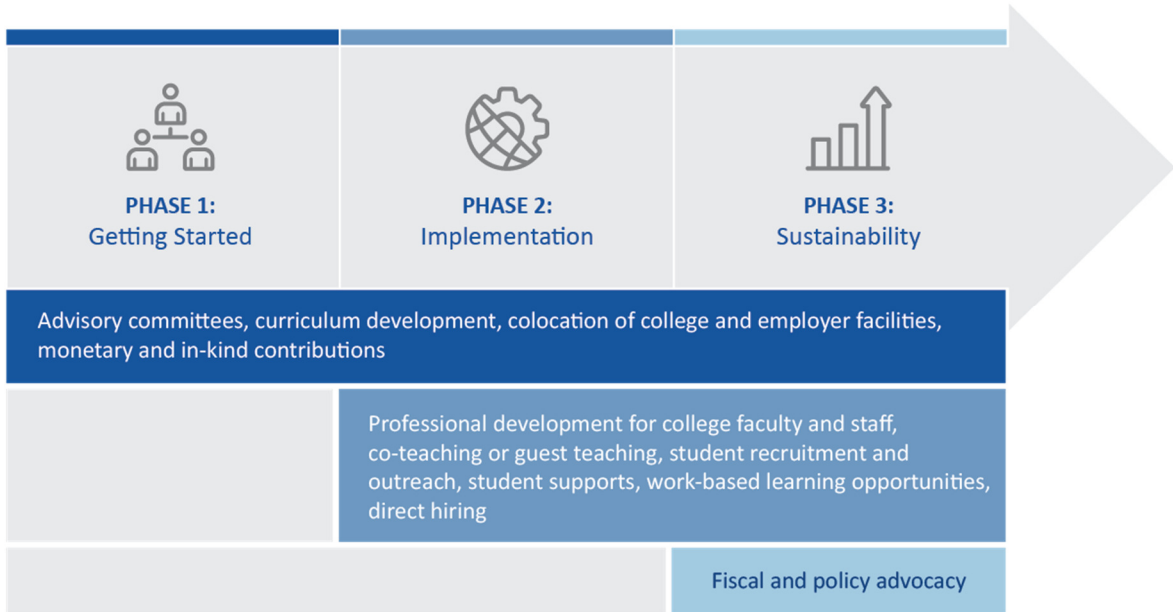 PHASE 1:
Getting Started
PHASE 2:
Implementation
PHASE 3:
Sustainability
Advisory committees, curriculum development, colocation of college and employer facilities,
monetary and in-kind contributions
Professional development for college faculty and staff,
co-teaching or guest teaching, student recruitment and
outreach, student supports, work-based learning opportunities,
direct hiring
Fiscal and policy advocacy